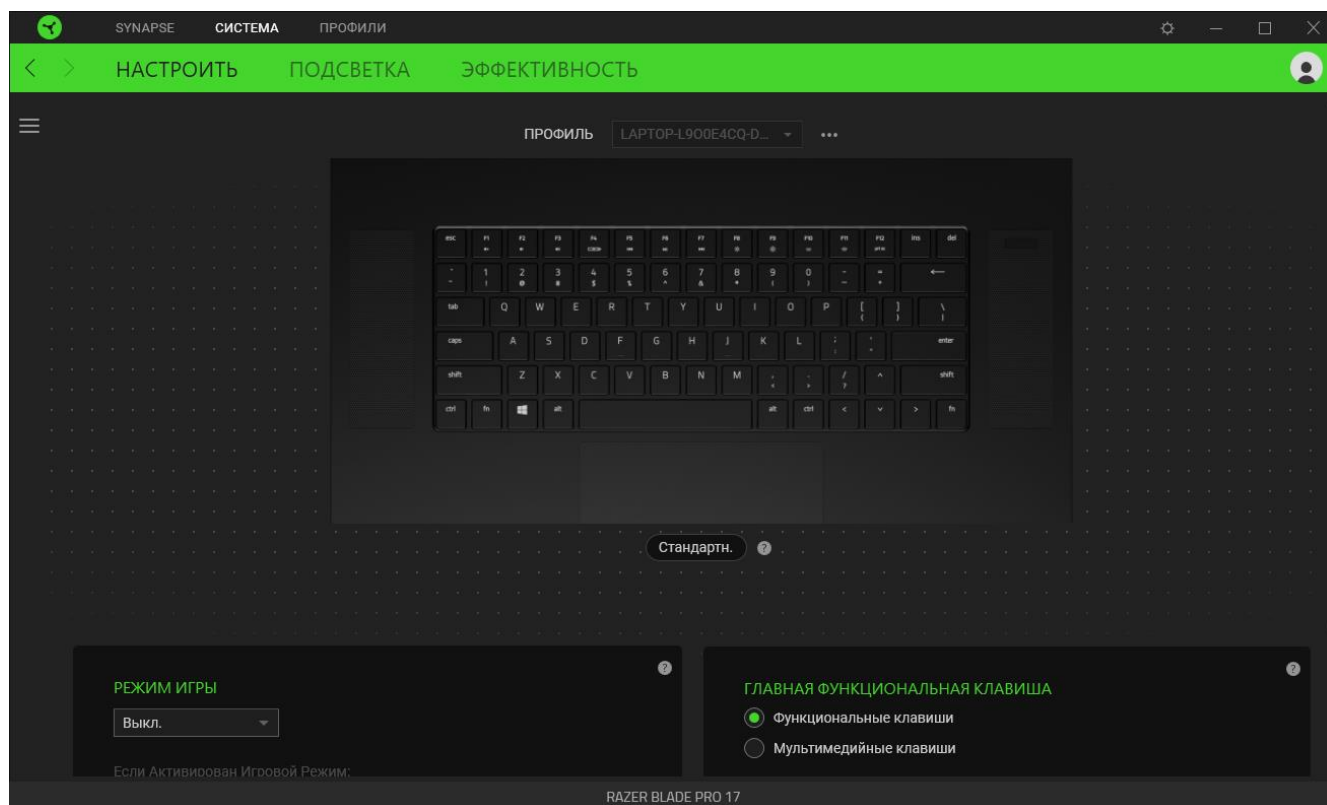 SYNAPSE СИСТЕМА ПРОФИЛИ
НАСТРОИТЬ ПОДСВЕТКА ЭФФЕКТИВНОСТЬ
ПРОФИЛЬ LAPTOP-L9O0E4CQ-D...
esc F1 F2 F3 F4 F5 F6 F7 F8 F9 F10 F11 F12 ins del
1 2 3 4 5 6 7 8 9 0 - =
tab Q W E R T Y U I O P [ ] \
caps A S D F G H J K L ; ' enter
shift Z X C V B N M , . / ^ shift
ctrl fn alt alt ctrl < v > fn
Стандартн.
РЕЖИМ ИГРЫ
Выкл.
Если Активирован Игровой Режим:
ГЛАВНАЯ ФУНКЦИОНАЛЬНАЯ КЛАВИША
Функциональные клавиши
Мультимедийные клавиши
RAZER BLADE PRO 17